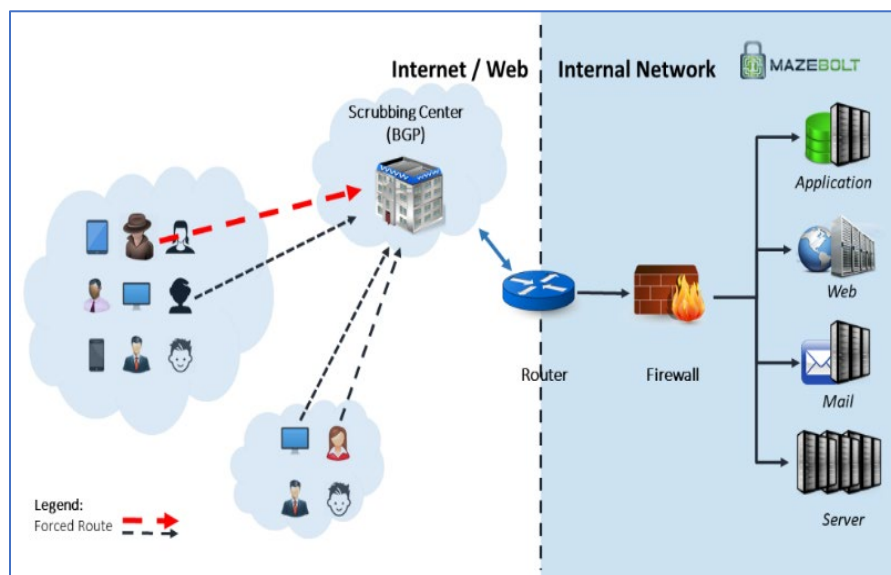 Internet / Web
Internal Network
MAZEBOLT
Scrubbing Center
(BGP)
Application
Web
Router
Firewall
Mail
Server
Legend:
Forced Route